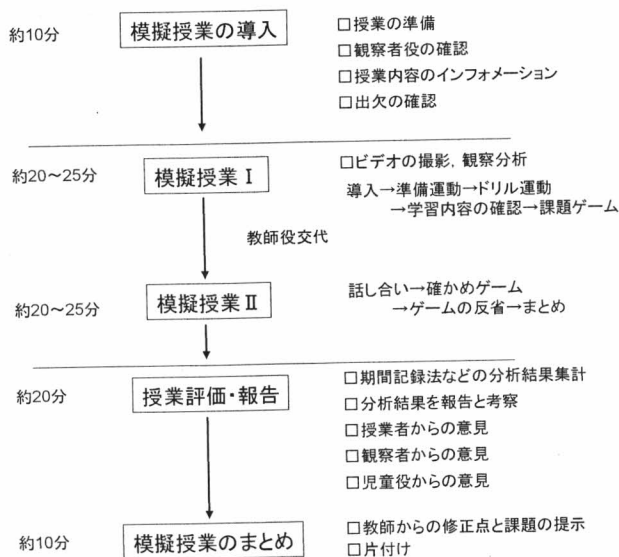 約10分
模擬授業の導入
□授業の準備
□観察者役の確認
□授業内容のインフォメーション
□出欠の確認
約20～25分
模擬授業Ⅰ
□ビデオの撮影，観察分析
導入→準備運動→ドリル運動
→学習内容の確認→課題ゲーム
教師役交代
約20～25分
模擬授業Ⅱ
話し合い→確かめゲーム
→ゲームの反省→まとめ
約20分
授業評価・報告
□期間記録法などの分析結果集計
□分析結果を報告と考察
□授業者からの意見
□観察者からの意見
□児童役からの意見
約10分
模擬授業のまとめ
□教師からの修正点と課題の提示
□片付け